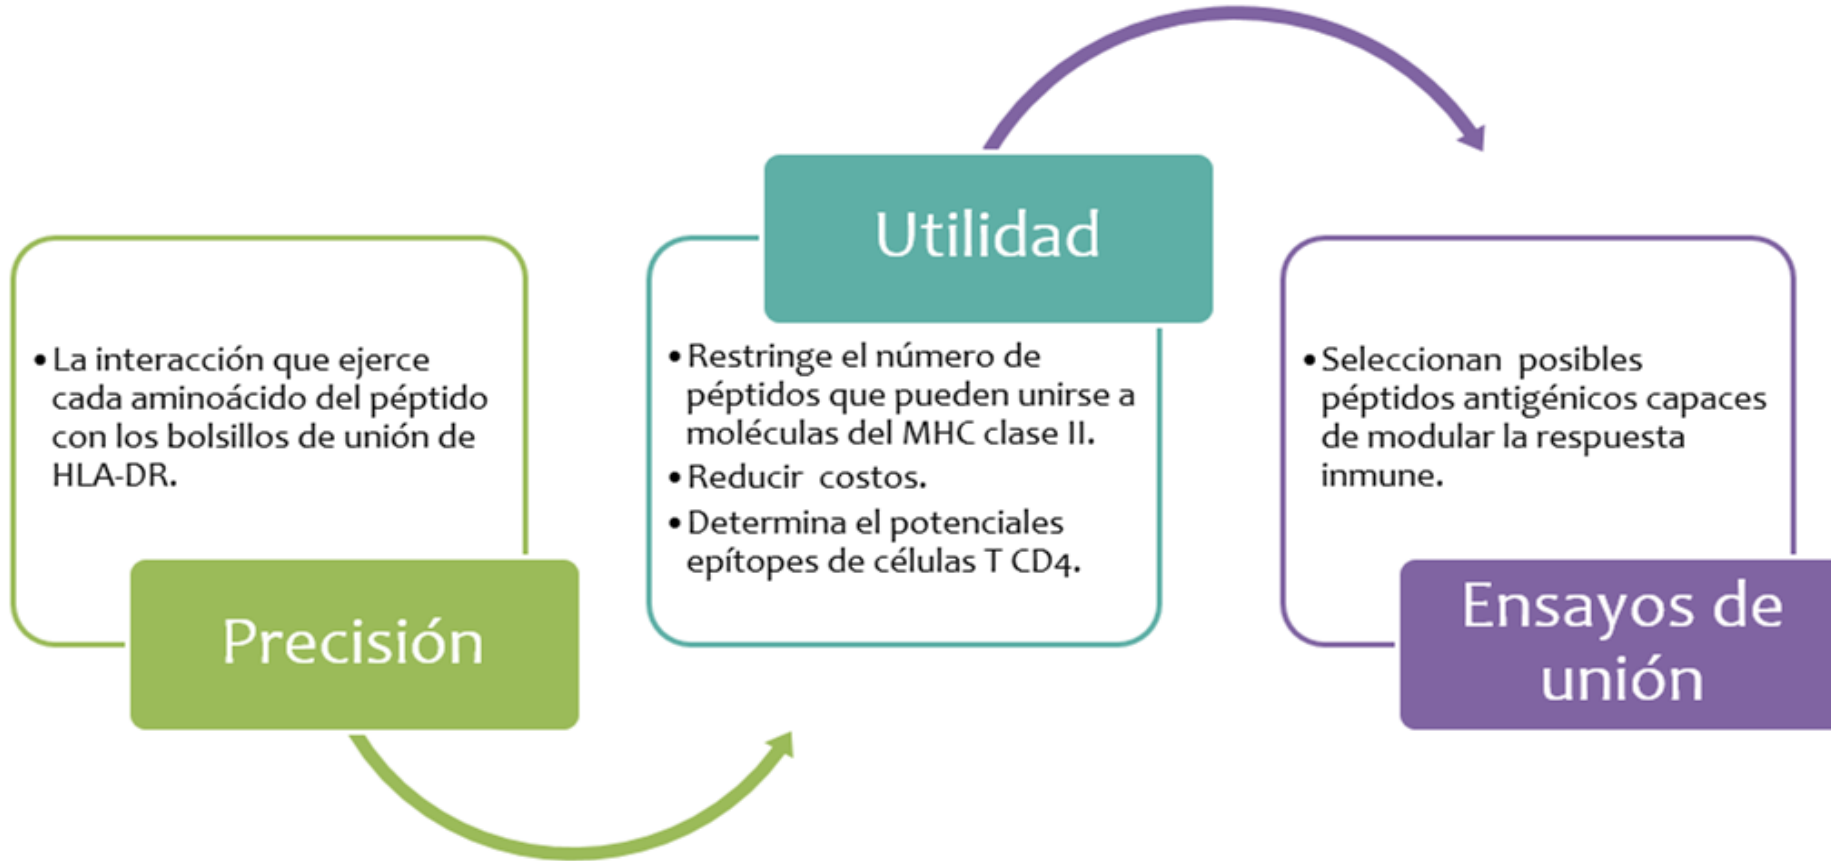 •La interacción que ejerce
cada aminoácido del péptido
con los bolsillos de unión de
HLA-DR.
Precisión
Utilidad
•Restringe el número de
péptidos que pueden unirse a
moléculas del MHC clase II.
•Reducir costos.
•Determina el potenciales
epítopes de células T CD4.
•Seleccionan posibles
péptidos antigénicos capaces
de modular la respuesta
inmune.
Ensayos de
unión